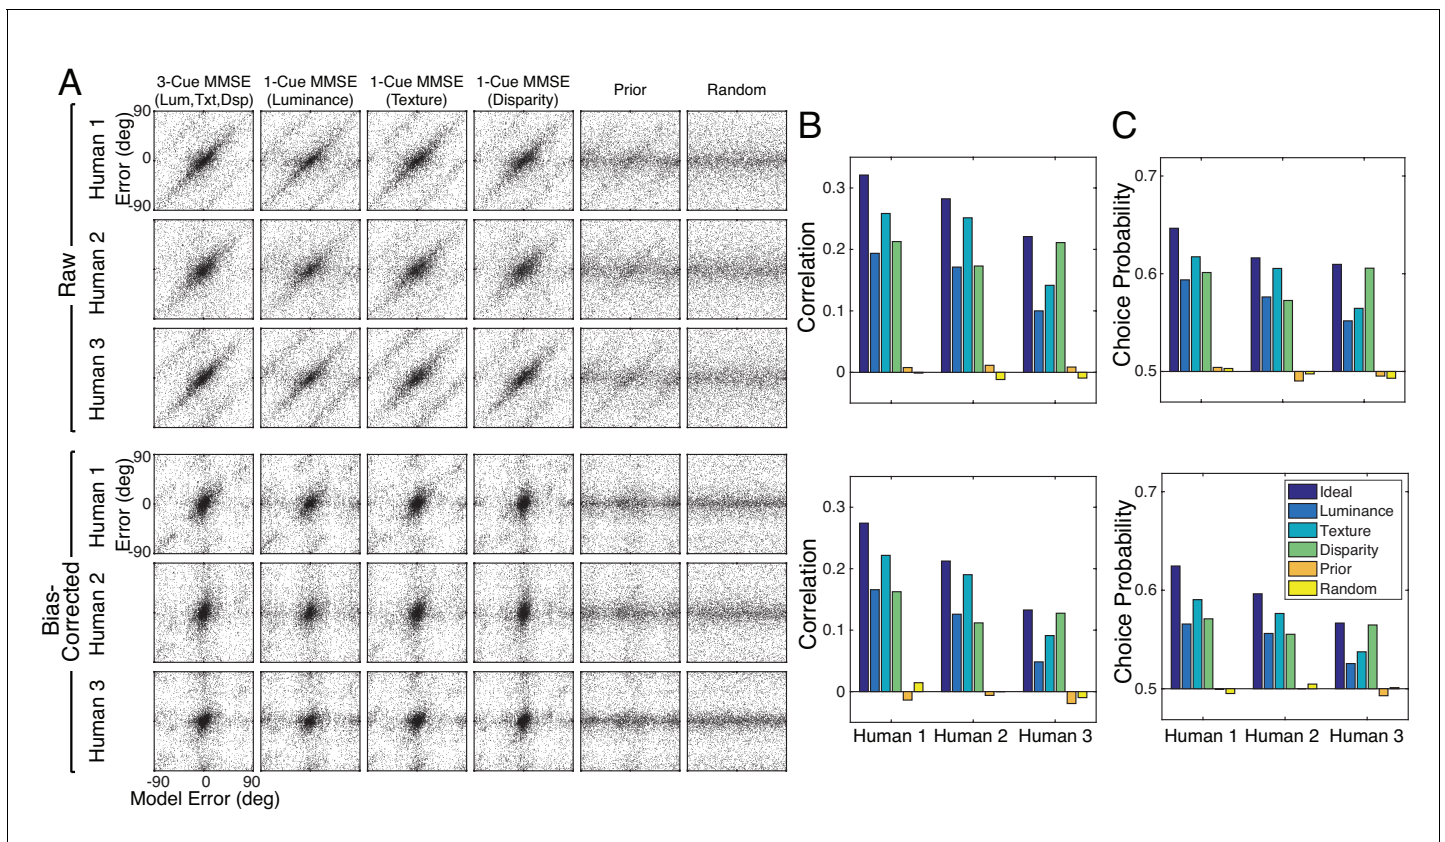 A
3-Cue MMSE
(Lum,Txt,Dsp)
1-Cue MMSE
(Luminance)
1-Cue MMSE
(Texture)
1-Cue MMSE
(Disparity)
Prior
Random
Raw
Human 1
Error (deg)
90
0
-90
Human 2
Human 3
Bias-
Corrected
Human 1
Error (deg)
90
0
-90
Human 2
Human 3
-90 0 90
Model Error (deg)
B
Correlation
0.3
0.2
0.1
0
Correlation
0.3
0.2
0.1
0
Human 1 Human 2 Human 3
C
Choice Probability
0.7
0.6
0.5
Choice Probability
0.7
0.6
0.5
Ideal
Luminance
Texture
Disparity
Prior
Random
Human 1 Human 2 Human 3